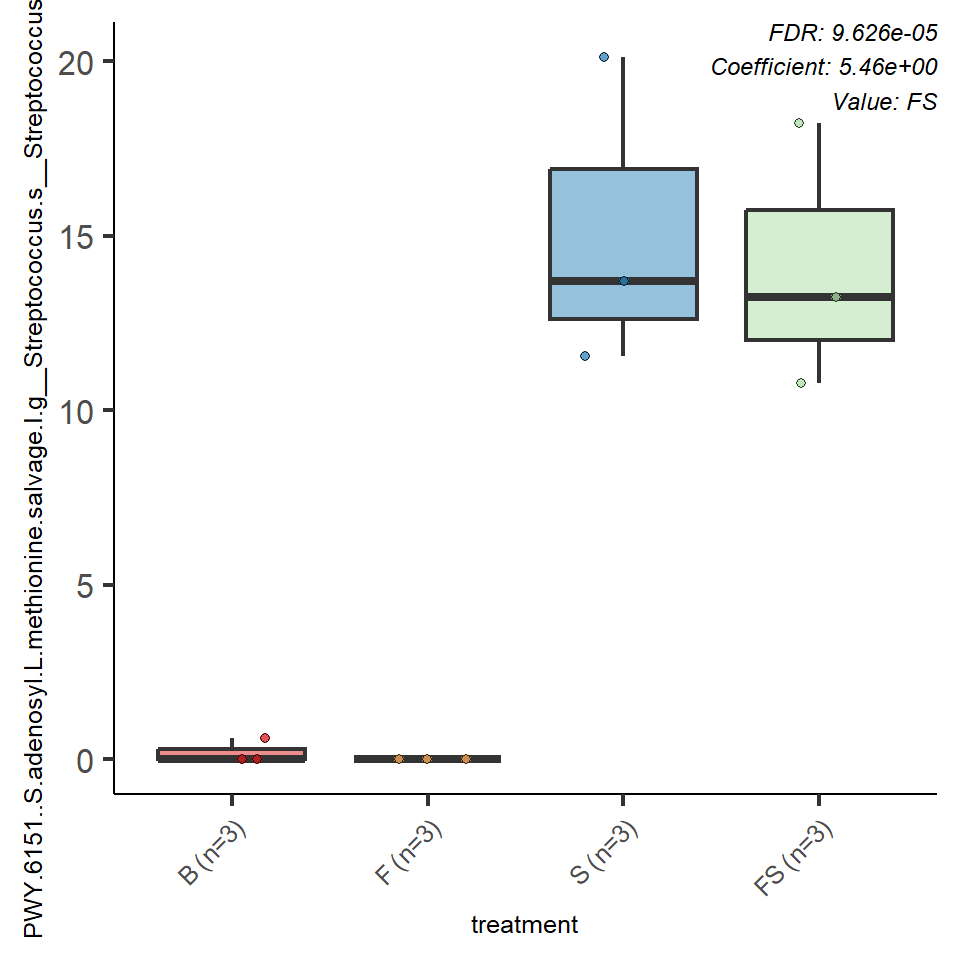 FDR: 9.626e-05
Coefficient: 5.46e+00
Value: FS
PWY.6151..S.adenosyl.L.methionine.salvage.I.g__Streptococcus.s__Streptococcus
20
15
10
5
0
B (n=3)
F (n=3)
S (n=3)
FS (n=3)
treatment